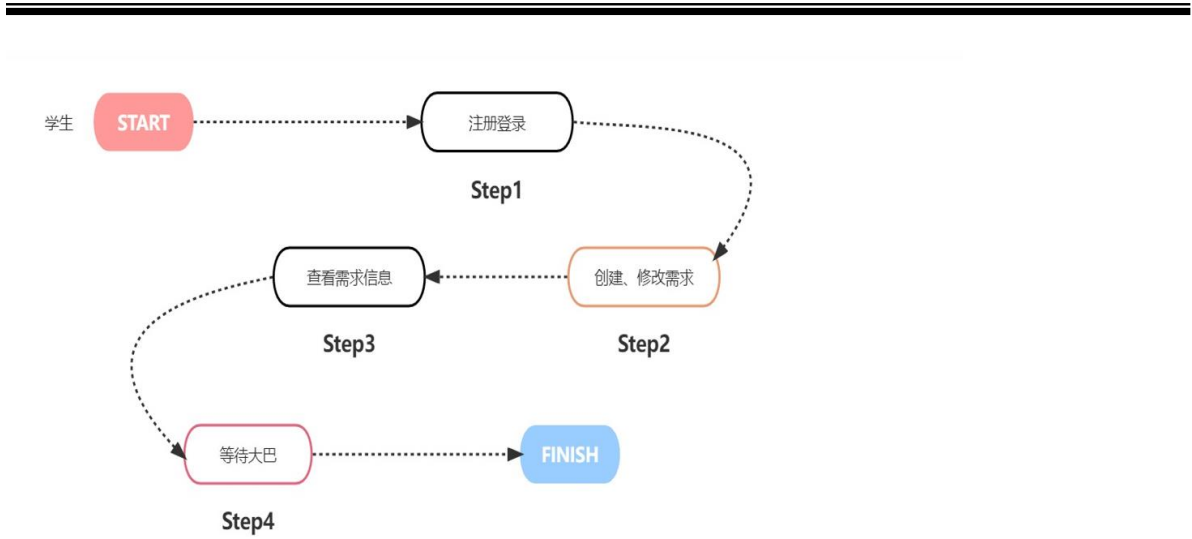 学生
START
注册登录
Step1
创建、修改需求
Step2
查看需求信息
Step3
等待大巴
Step4
FINISH